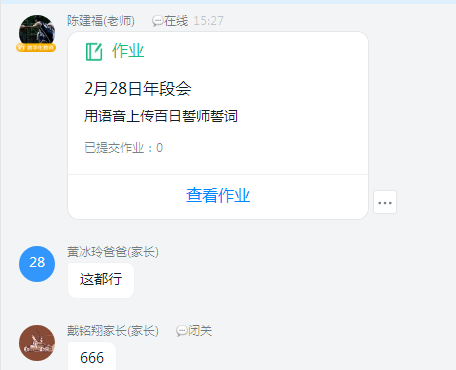 陈建福(老师) 在线 15:27
作业
2月28日年段会
用语音上传百日誓师誓词
已提交作业：0
查看作业
28
黄冰玲爸爸(家长)
这都行
戴铭翔家长(家长) 闭关
666